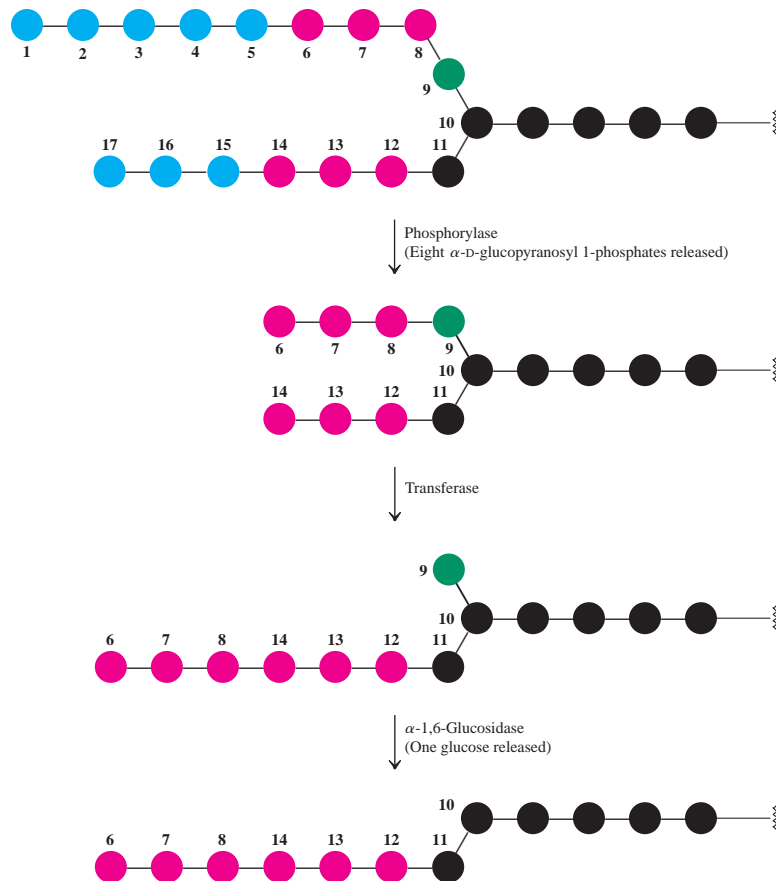 1 2 3 4 5 6 7 8
9
10
17 16 15 14 13 12 11
Phosphorylase
(Eight α-D-glucopyranosyl 1-phosphates released)
6 7 8 9
10
14 13 12 11
Transferase
9
10
6 7 8 14 13 12 11
α-1,6-Glucosidase
(One glucose released)
10
6 7 8 14 13 12 11